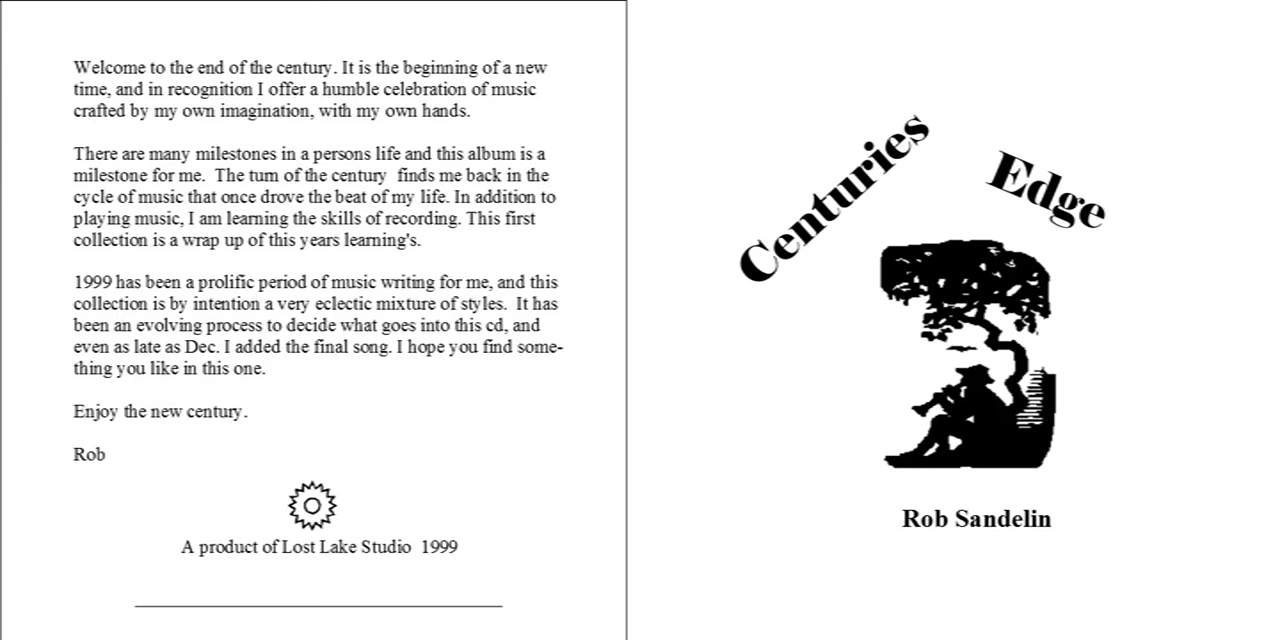 Welcome to the end of the century. It is the beginning of a new
time, and in recognition I offer a humble celebration of music
crafted by my own imagination, with my own hands.
There are many milestones in a persons life and this album is a
milestone for me.  The turn of the century  finds me back in the
cycle of music that once drove the beat of my life. In addition to
playing music, I am learning the skills of recording. This first
collection is a wrap up of this years learning's.
1999 has been a prolific period of music writing for me, and this
collection is by intention a very eclectic mixture of styles.  It has
been an evolving process to decide what goes into this cd, and
even as late as Dec. I added the final song. I hope you find some-
thing you like in this one.
Enjoy the new century.
Rob
A product of Lost Lake Studio  1999
Centuries
Edge
Rob Sandelin